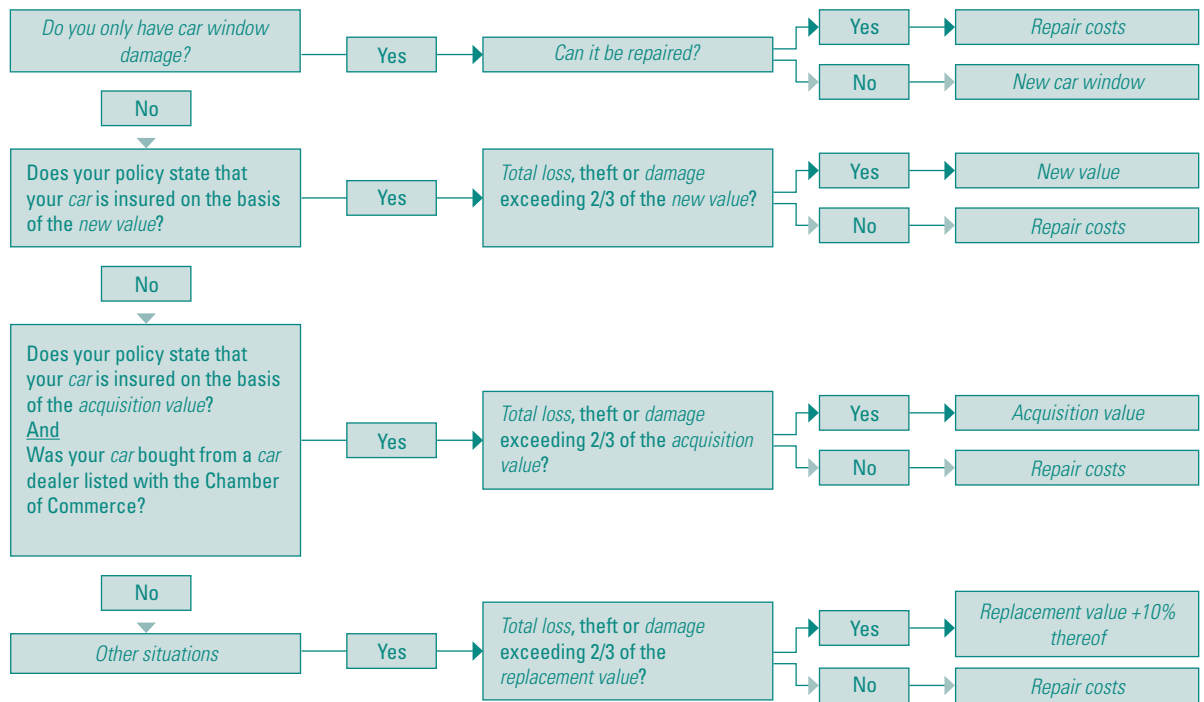 Do you only have car window
damage?
Yes
Can it be repaired?
Yes
Repair costs
No
New car window
No
Does your policy state that
your car is insured on the basis
of the new value?
Yes
Total loss, theft or damage
exceeding 2/3 of the new value?
Yes
New value
No
Repair costs
No
Does your policy state that
your car is insured on the basis
of the acquisition value?
And
Was your car bought from a car
dealer listed with the Chamber
of Commerce?
Yes
Total loss, theft or damage
exceeding 2/3 of the acquisition
value?
Yes
Acquisition value
No
Repair costs
No
Other situations
Yes
Total loss, theft or damage
exceeding 2/3 of the
replacement value?
Yes
Replacement value +10%
thereof
No
Repair costs